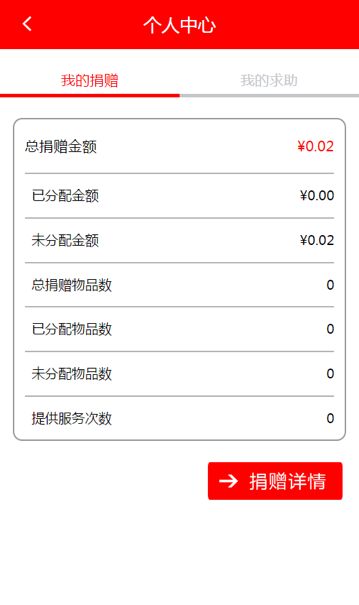 个人中心
我的捐赠 我的求助
总捐赠金额 ¥0.02
已分配金额 ¥0.00
未分配金额 ¥0.02
总捐赠物品数 0
已分配物品数 0
未分配物品数 0
提供服务次数 0
捐赠详情